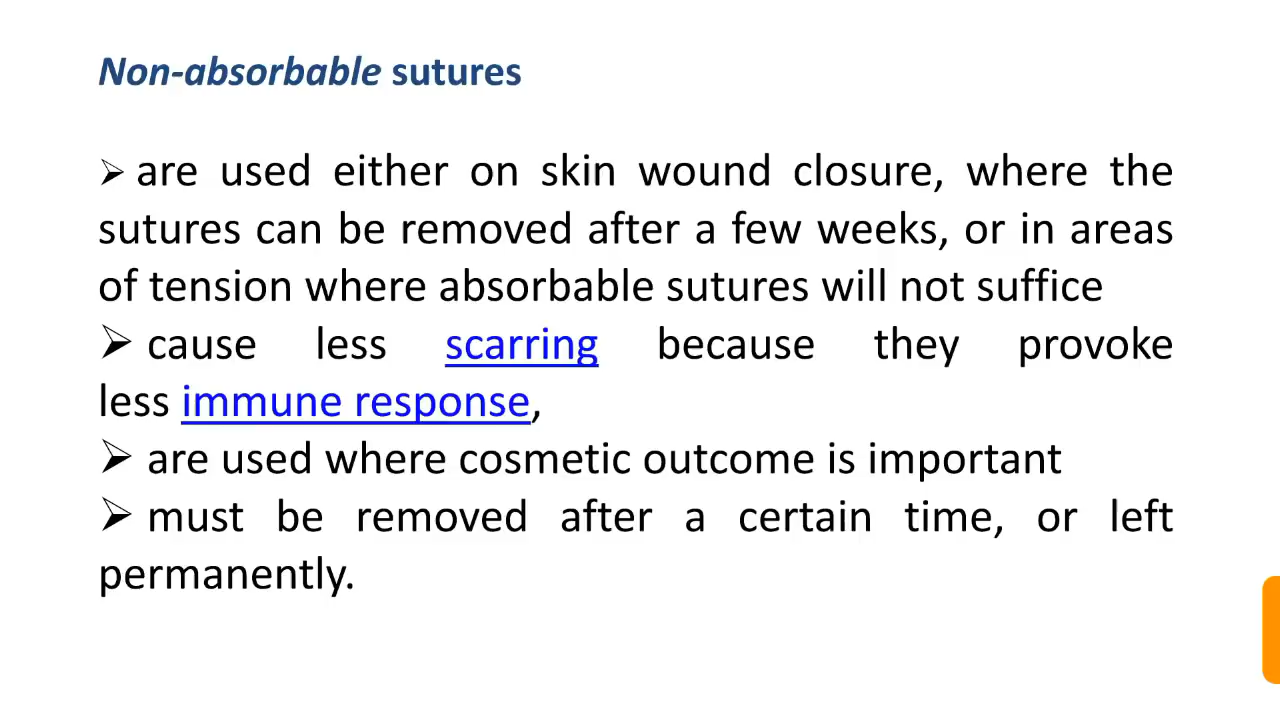 Non-absorbable sutures
➢ are used either on skin wound closure, where the
sutures can be removed after a few weeks, or in areas
of tension where absorbable sutures will not suffice
➢ cause less scarring because they provoke
less immune response,
➢ are used where cosmetic outcome is important
➢ must be removed after a certain time, or left
permanently.